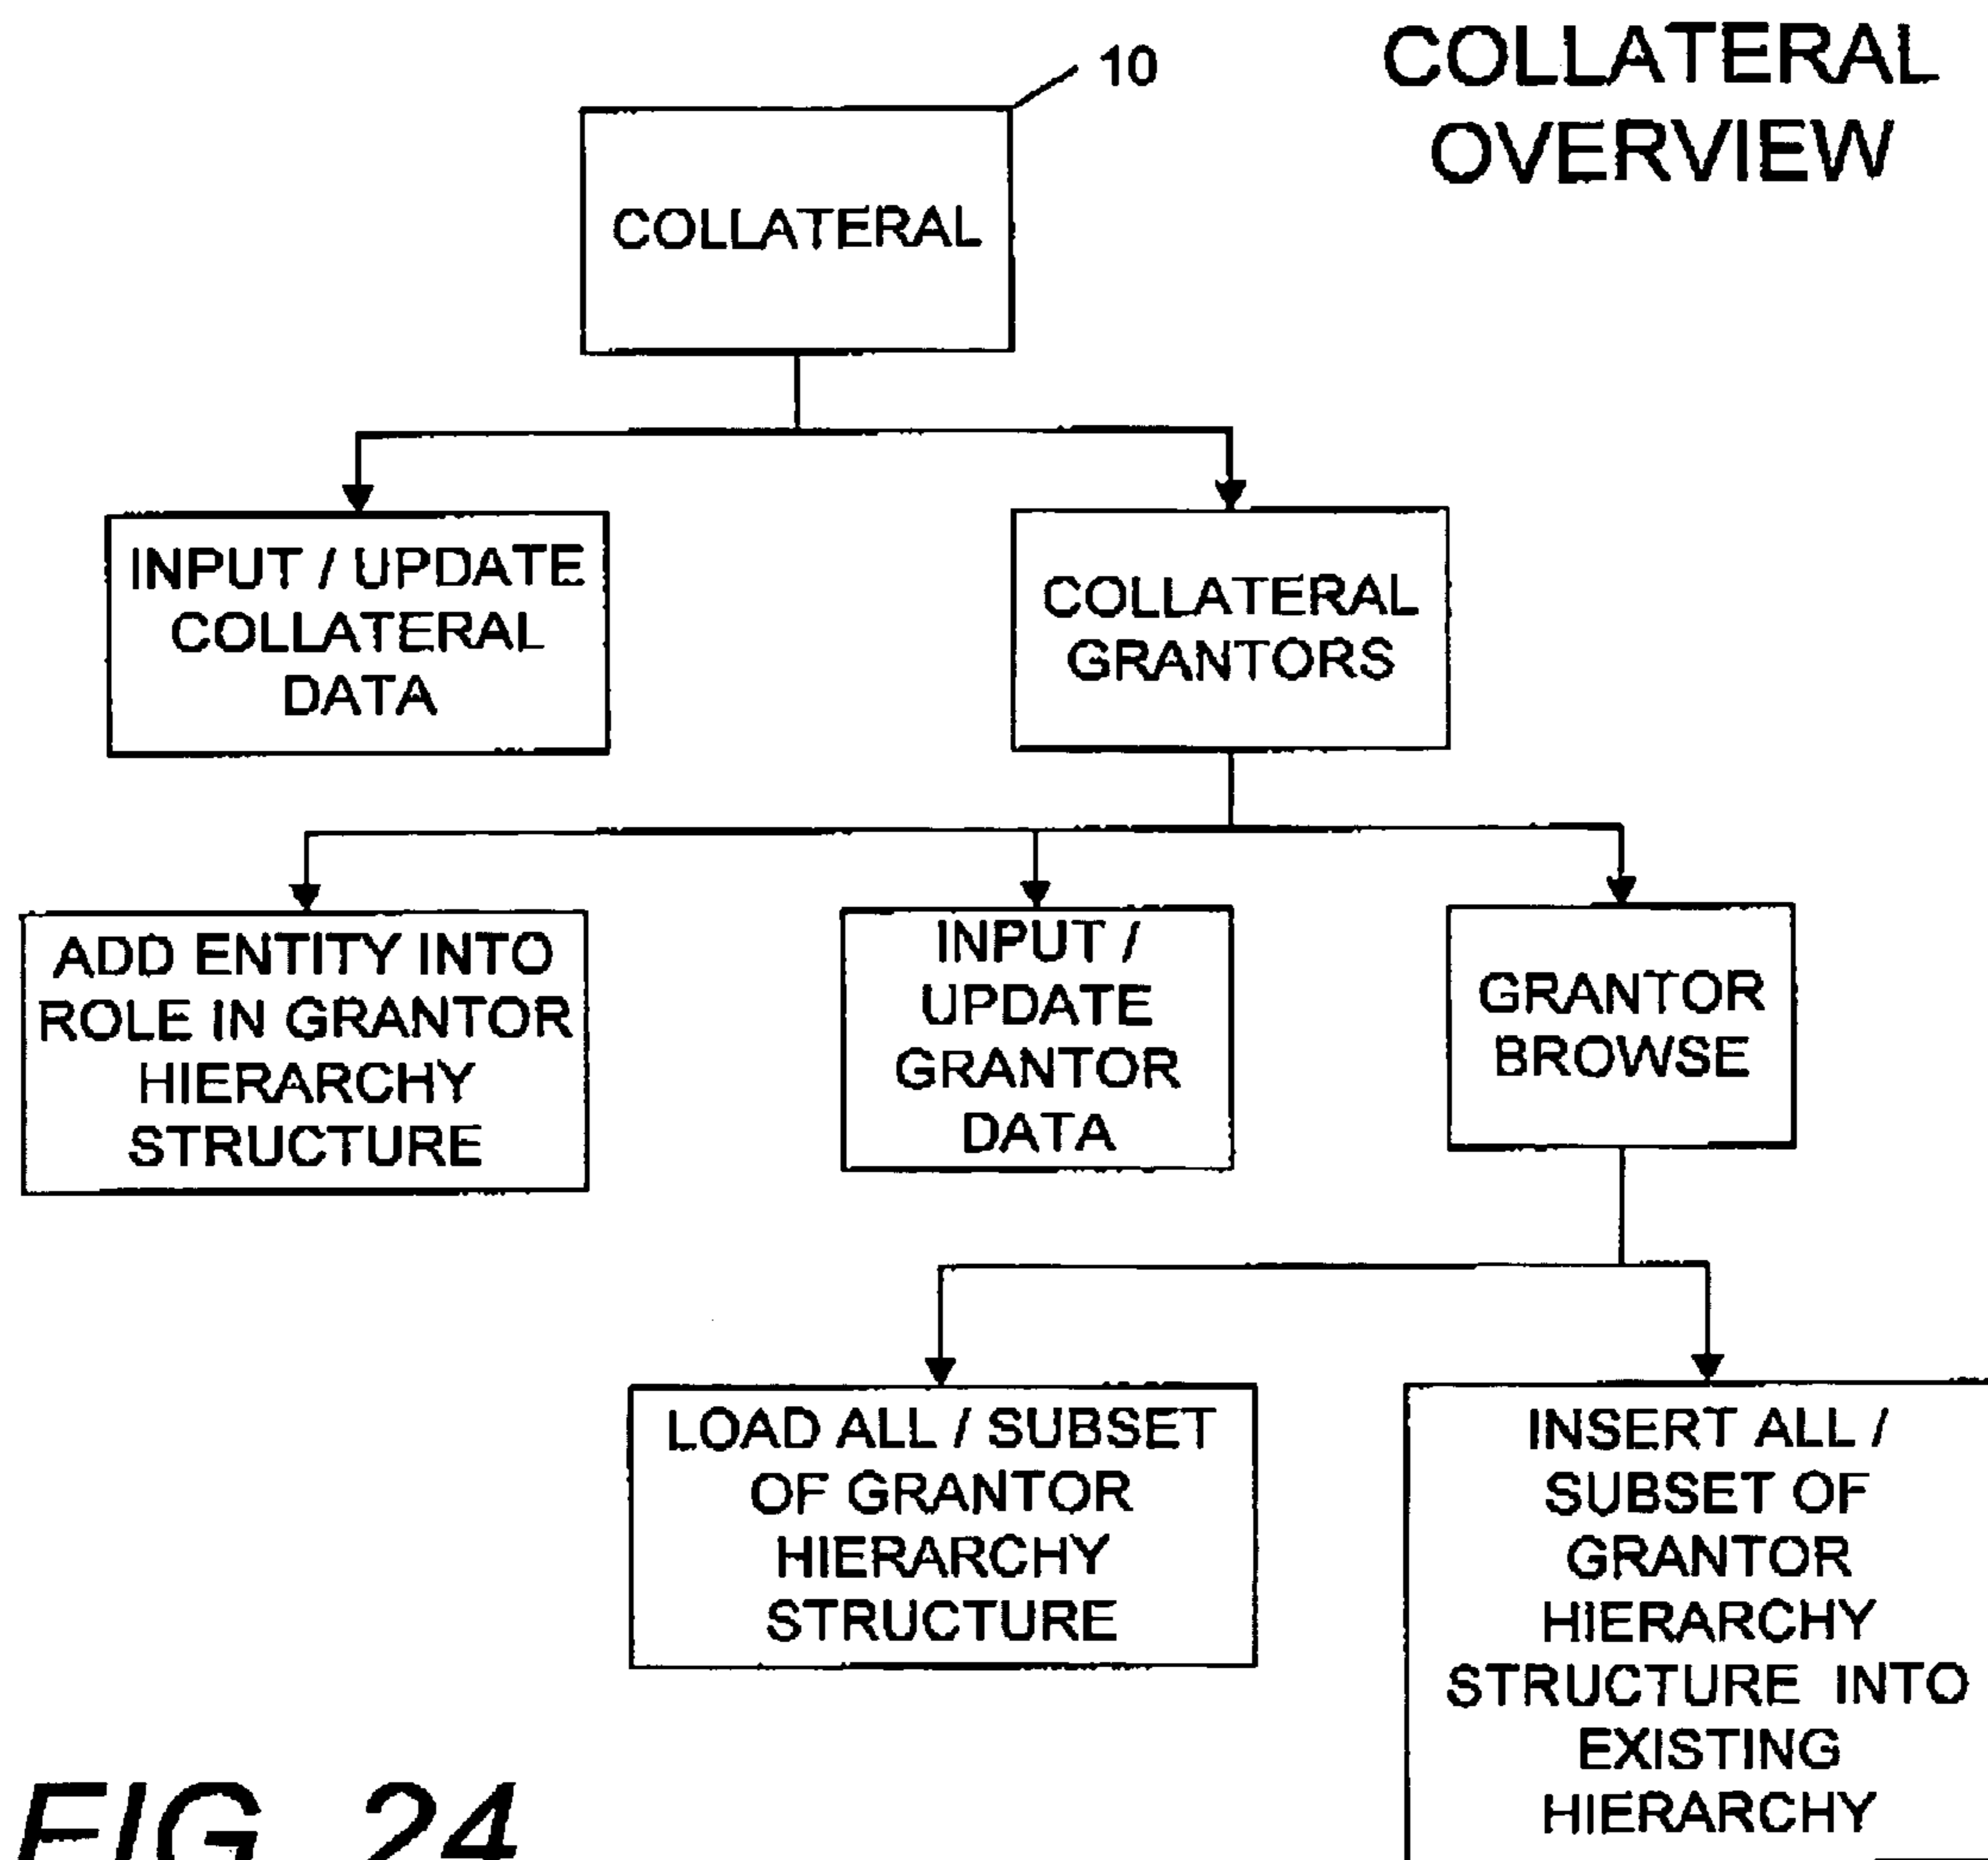 10
COLLATERAL
OVERVIEW
COLLATERAL
INPUT / UPDATE
COLLATERAL
DATA
COLLATERAL
GRANTORS
ADD ENTITY INTO
ROLE IN GRANTOR
HIERARCHY
STRUCTURE
INPUT /
UPDATE
GRANTOR
DATA
GRANTOR
BROWSE
LOAD ALL / SUBSET
OF GRANTOR
HIERARCHY
STRUCTURE
INSERT ALL /
SUBSET OF
GRANTOR
HIERARCHY
STRUCTURE INTO
EXISTING
HIERARCHY
FIG. 24